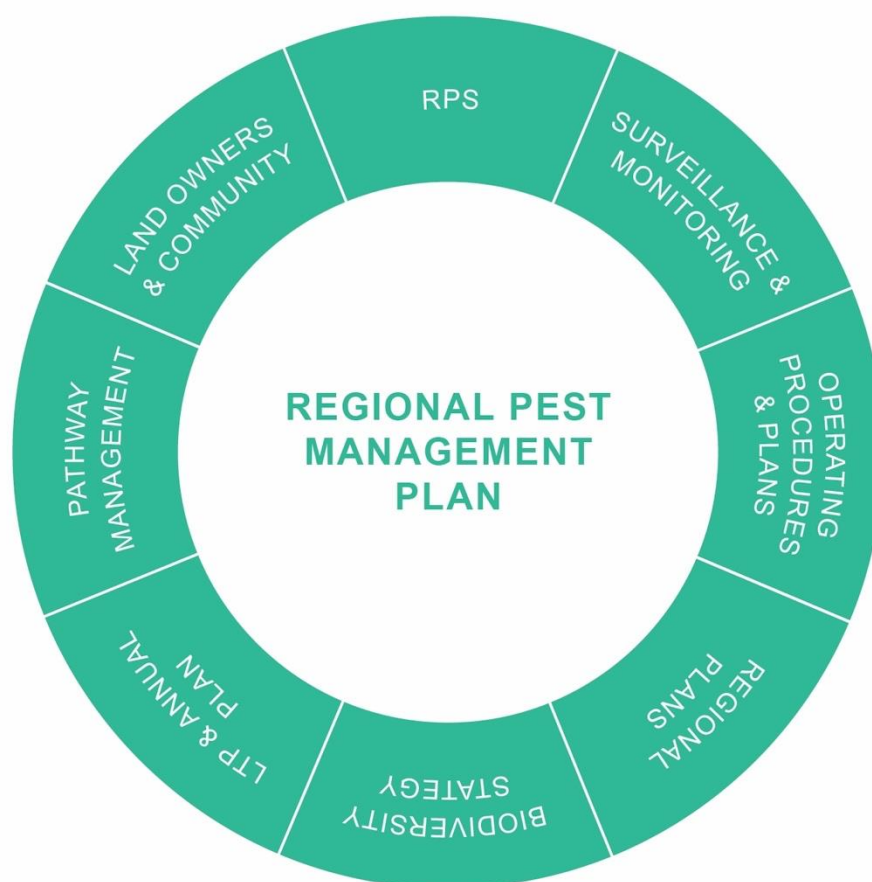 RPS
SURVEILLANCE &
MONITORING
OPERATING
PROCEDURES
& PLANS
REGIONAL
PLANS
BIODIVERSITY
STATEGY
LTP & ANNUAL
PLAN
PATHWAY
MANAGEMENT
LAND OWNERS
& COMMUNITY
REGIONAL PEST
MANAGEMENT
PLAN